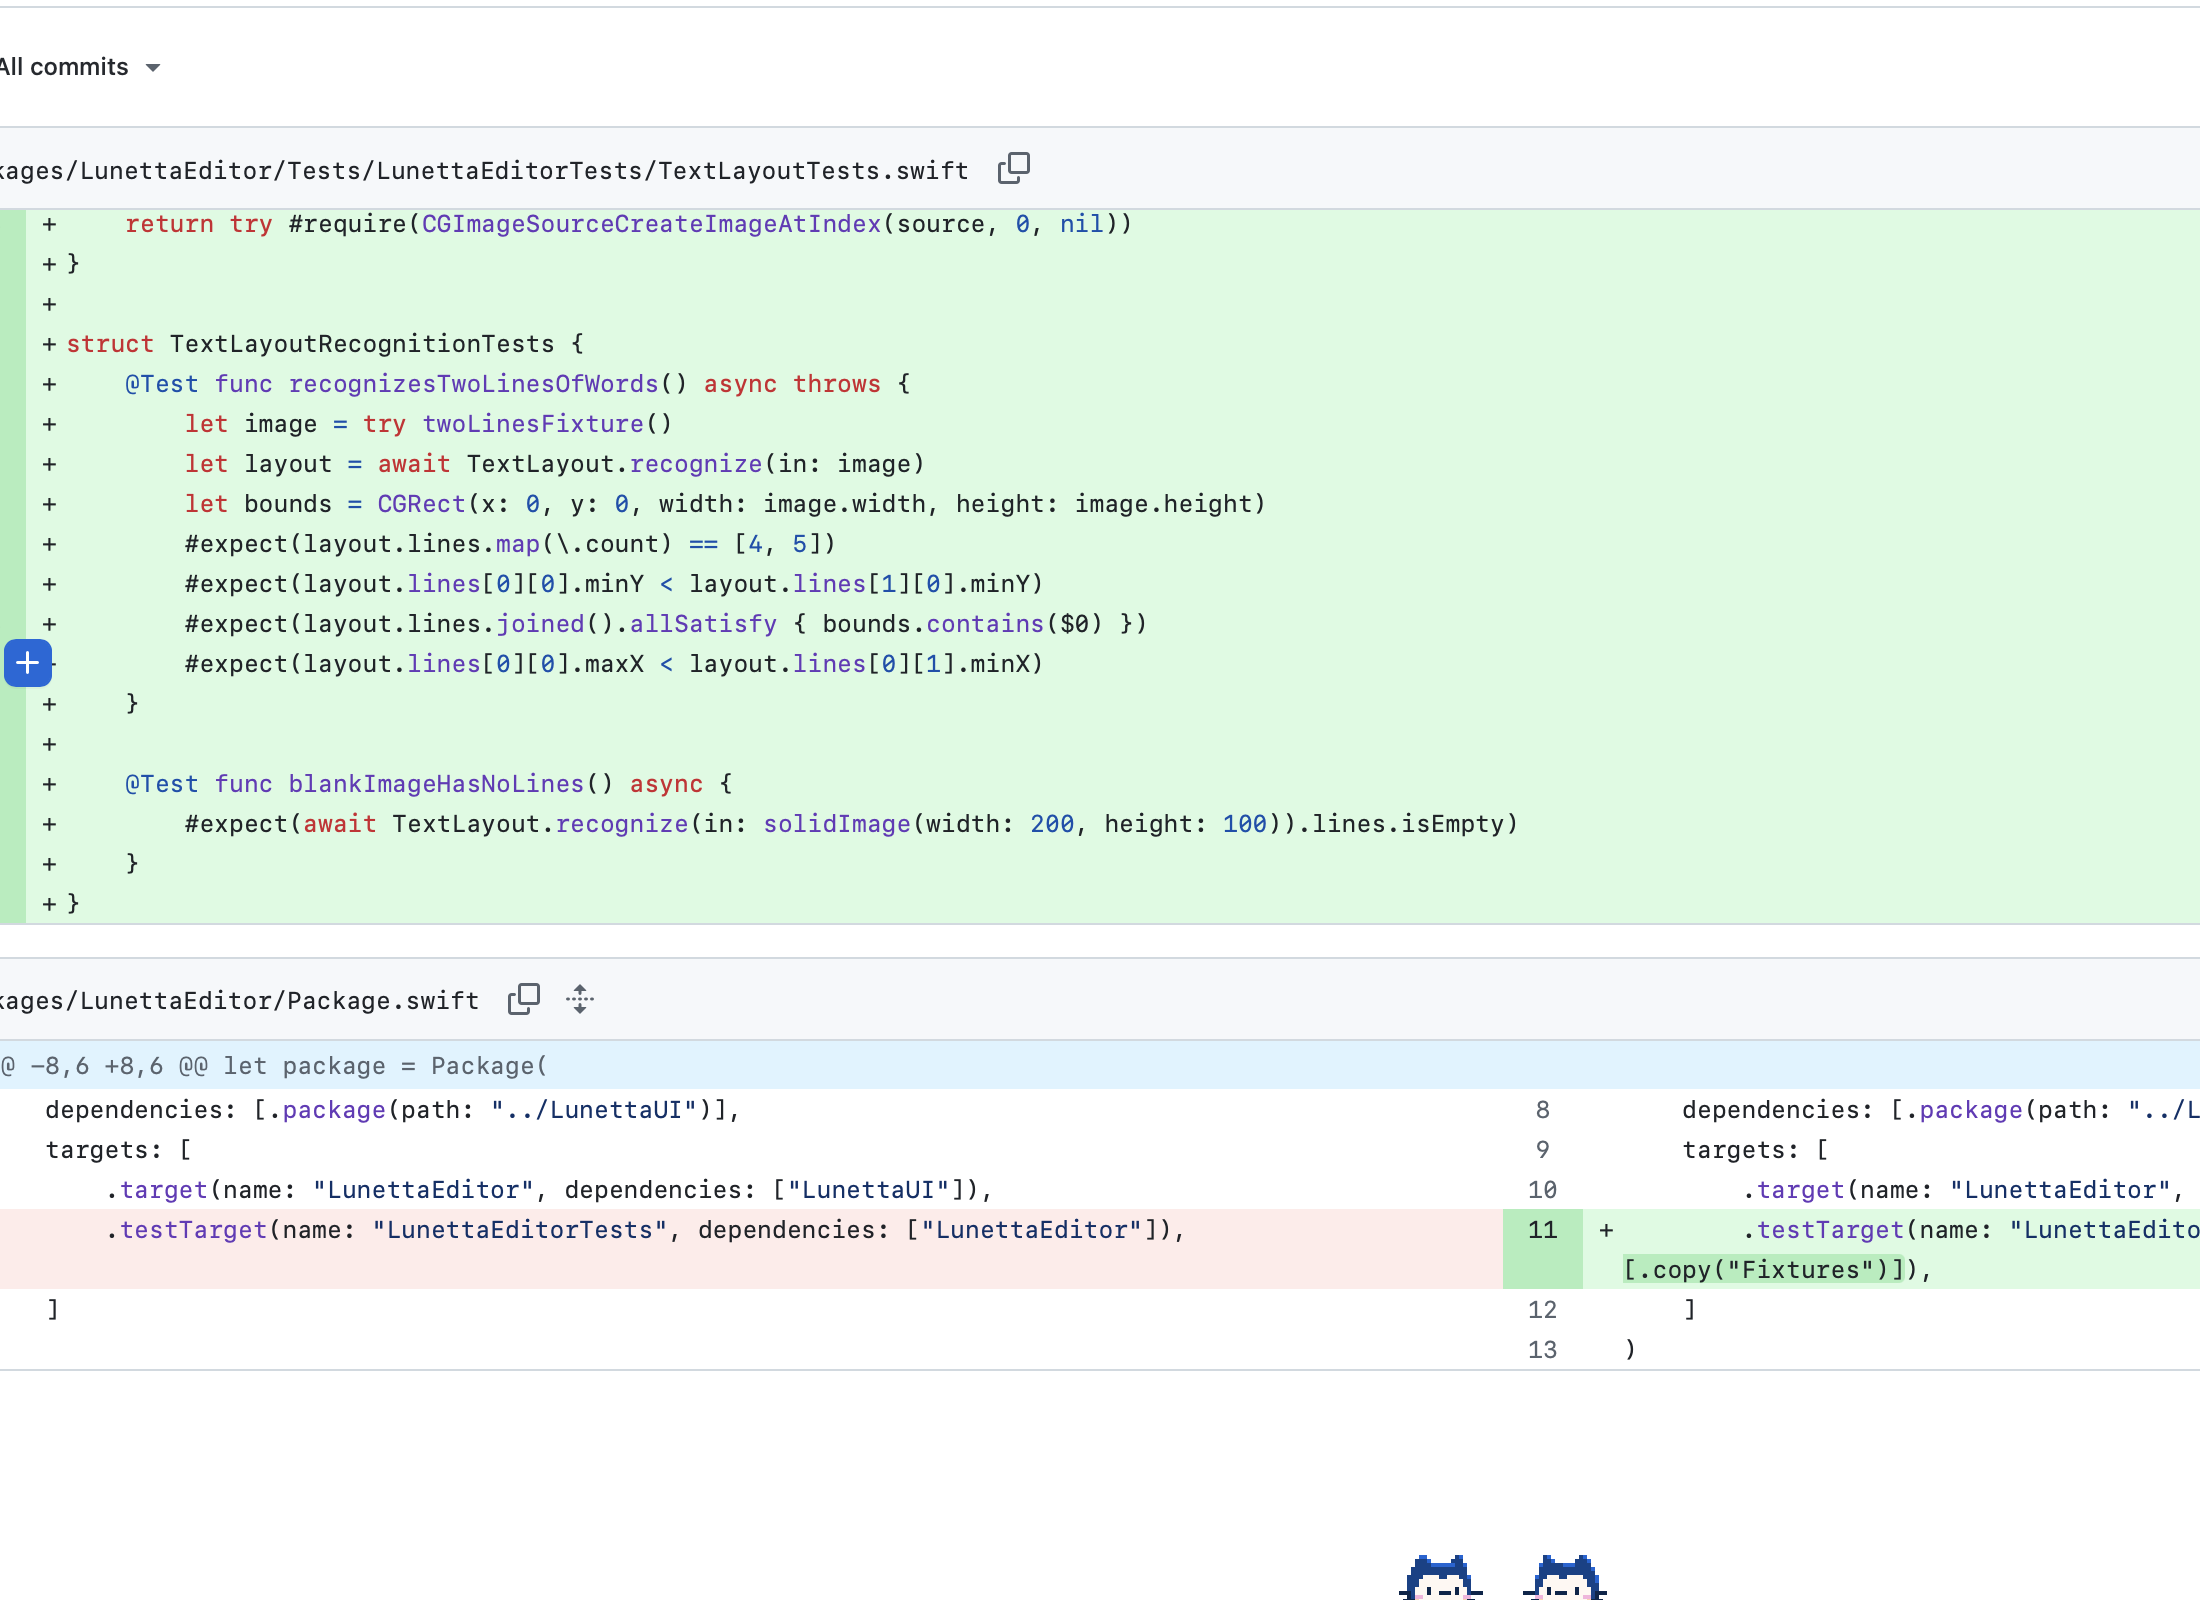 All commits
kages/LunettaEditor/Tests/LunettaEditorTests/TextLayoutTests.swift
+ return try #require(CGImageSourceCreateImageAtIndex(source, 0, nil))
+ }
+
+ struct TextLayoutRecognitionTests {
+ @Test func recognizesTwoLinesOfWords() async throws {
+ let image = try twoLinesFixture()
+ let layout = await TextLayout.recognize(in: image)
+ let bounds = CGRect(x: 0, y: 0, width: image.width, height: image.height)
+ #expect(layout.lines.map(\.count) == [4, 5])
+ #expect(layout.lines[0][0].minY < layout.lines[1][0].minY)
+ #expect(layout.lines.joined().allSatisfy { bounds.contains($0) })
+ #expect(layout.lines[0][0].maxX < layout.lines[0][1].minX)
+ }
+
+ @Test func blankImageHasNoLines() async {
+ #expect(await TextLayout.recognize(in: solidImage(width: 200, height: 100)).lines.isEmpty)
+ }
+ }
kages/LunettaEditor/Package.swift
@ -8,6 +8,6 @@ let package = Package(
dependencies: [.package(path: "../LunettaUI")], 8 dependencies: [.package(path: "../L
targets: [ 9 targets: [
.target(name: "LunettaEditor", dependencies: ["LunettaUI"]), 10 .target(name: "LunettaEditor",
.testTarget(name: "LunettaEditorTests", dependencies: ["LunettaEditor"]), 11 + .testTarget(name: "LunettaEdito
[.copy("Fixtures")]),
] 12 ]
13 )